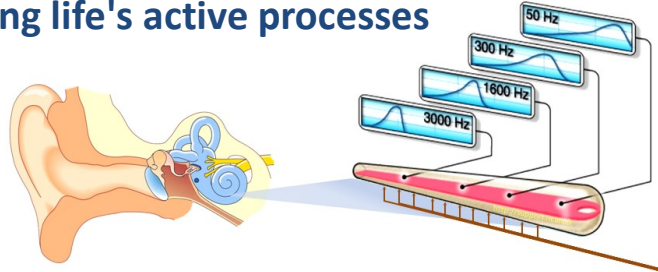 ng life's active processes
50 Hz
300 Hz
1600 Hz
3000 Hz